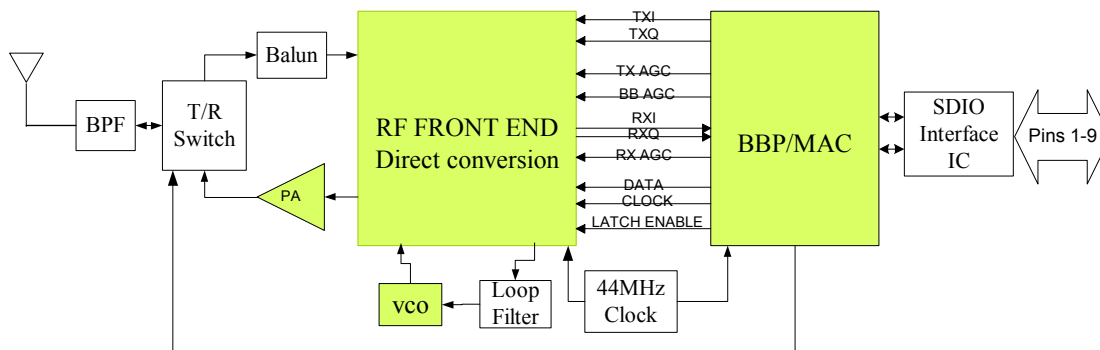 TXI
TXQ
Balun
TX AGC
BB AGC
T/R
Switch
BPF
RF FRONT END
Direct conversion
RXI
RXQ
RX AGC
BBP/MAC
SDIO
Interface
IC
Pins 1-9
PA
DATA
CLOCK
LATCH ENABLE
vco
Loop
Filter
44MHz
Clock